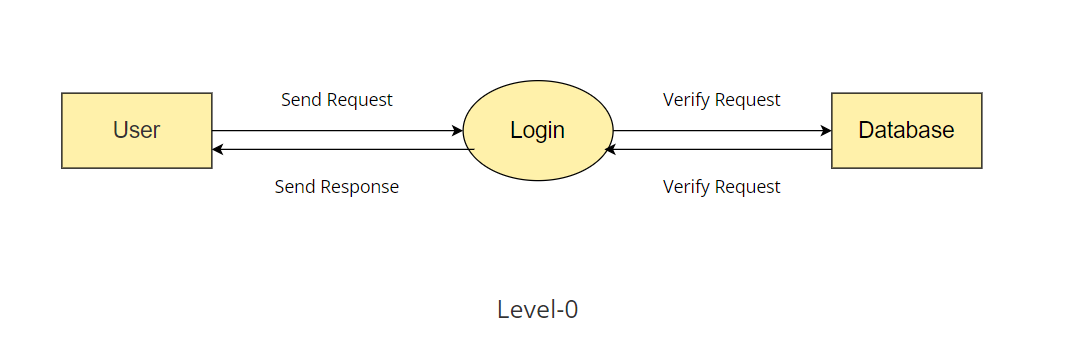 Send Request
Verify Request
User
Login
Database
Send Response
Verify Request
Level-0